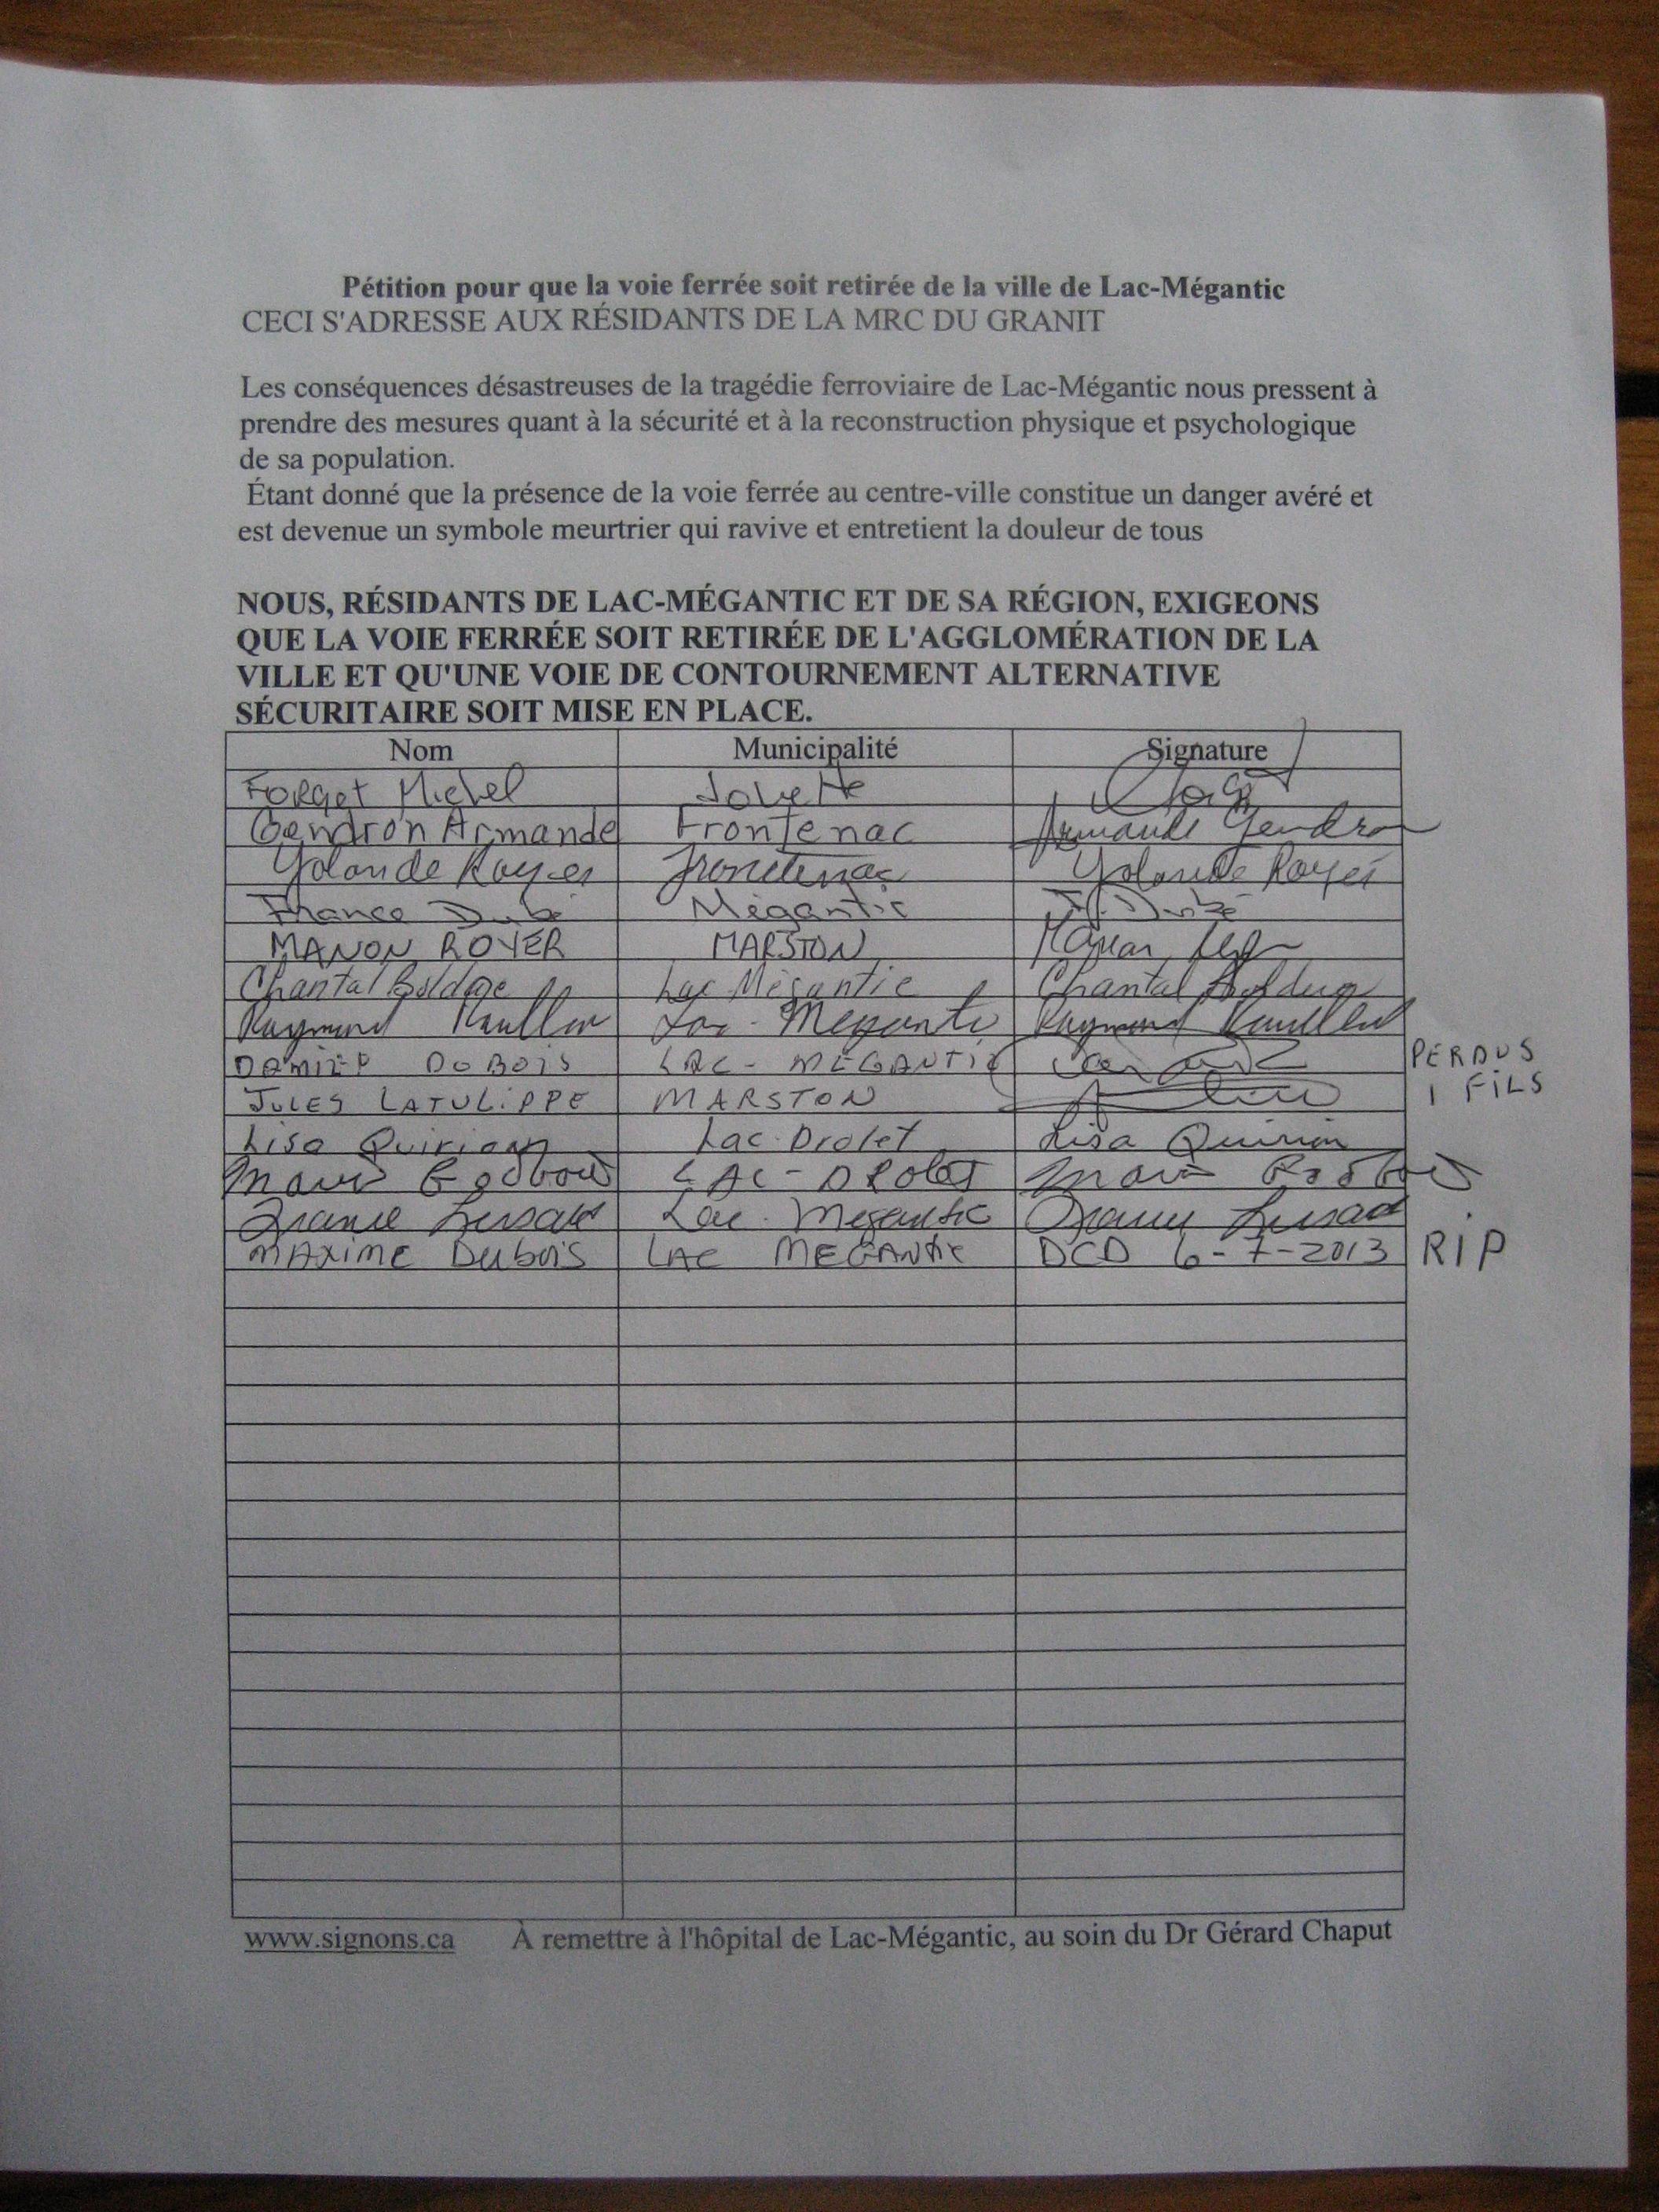 Pétition pour que la voie ferrée soit retirée de la ville de Lac-Mégantic
CECI S'ADRESSE AUX RÉSIDANTS DE LA MRC DU GRANIT
Les conséquences désastreuses de la tragédie ferroviaire de Lac-Mégantic nous pressent à
prendre des mesures quant à la sécurité et à la reconstruction physique et psychologique
de sa population.
Étant donné que la présence de la voie ferrée au centre-ville constitue un danger avéré et
est devenue un symbole meurtrier qui ravive et entretient la douleur de tous
NOUS, RÉSIDANTS DE LAC-MÉGANTIC ET DE SA RÉGION, EXIGEONS
QUE LA VOIE FERRÉE SOIT RETIRÉE DE L'AGGLOMÉRATION DE LA
VILLE ET QU'UNE VOIE DE CONTOURNEMENT ALTERNATIVE
SÉCURITAIRE SOIT MISE EN PLACE.
Nom Municipalité Signature
Forget Michel Joliette
Gendron Armande Frontenac Armande Gendron
Yolande Royer Frontenac Yolande Royer
France Dubé Mégantic F. Dubé
MANON ROYER MARSTON Manon
Chantal Bolduc Lac Mégantic Chantal Bolduc
Raymond Lac-Mégantic Raymond
DUBOIS LAC-MÉGANTIC PERDUS
JULES LATULIPPE MARSTON 1 FILS
Lisa Quirion Lac-Drolet Lisa Quirion
LAC-DROLET
France Lac-Mégantic France
MAXIME DUBOIS LAC MÉGANTIC DCD 6-7-2013 RIP
www.signons.ca À remettre à l'hôpital de Lac-Mégantic, au soin du Dr Gérard Chaput